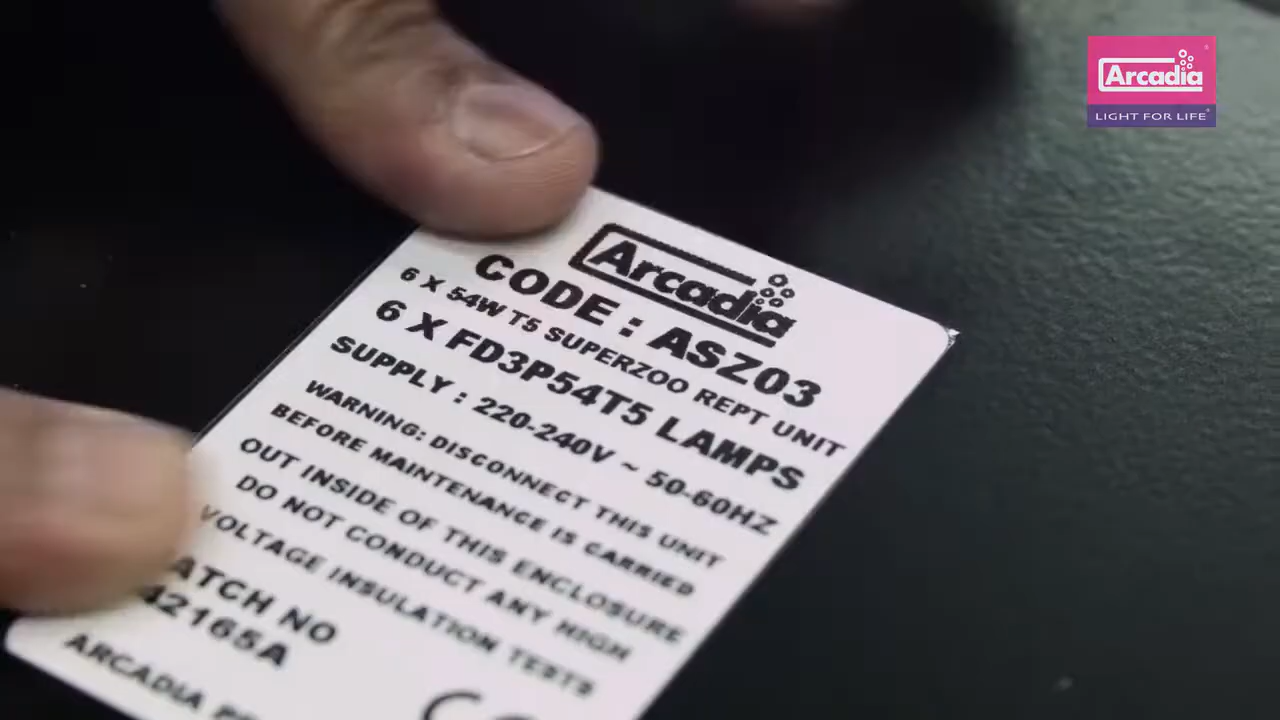 Arcadia
LIGHT FOR LIFE
Arcadia
CODE : ASZ03
6 X 54W T5 SUPERZOO REPT UNIT
6 X FD3P54T5 LAMPS
SUPPLY : 220-240V ~ 50-60HZ
WARNING: DISCONNECT THIS UNIT
BEFORE MAINTENANCE IS CARRIED
OUT INSIDE OF THIS ENCLOSURE
DO NOT CONDUCT ANY HIGH
VOLTAGE INSULATION TESTS
ATCH NO
42165A
ARCADIA